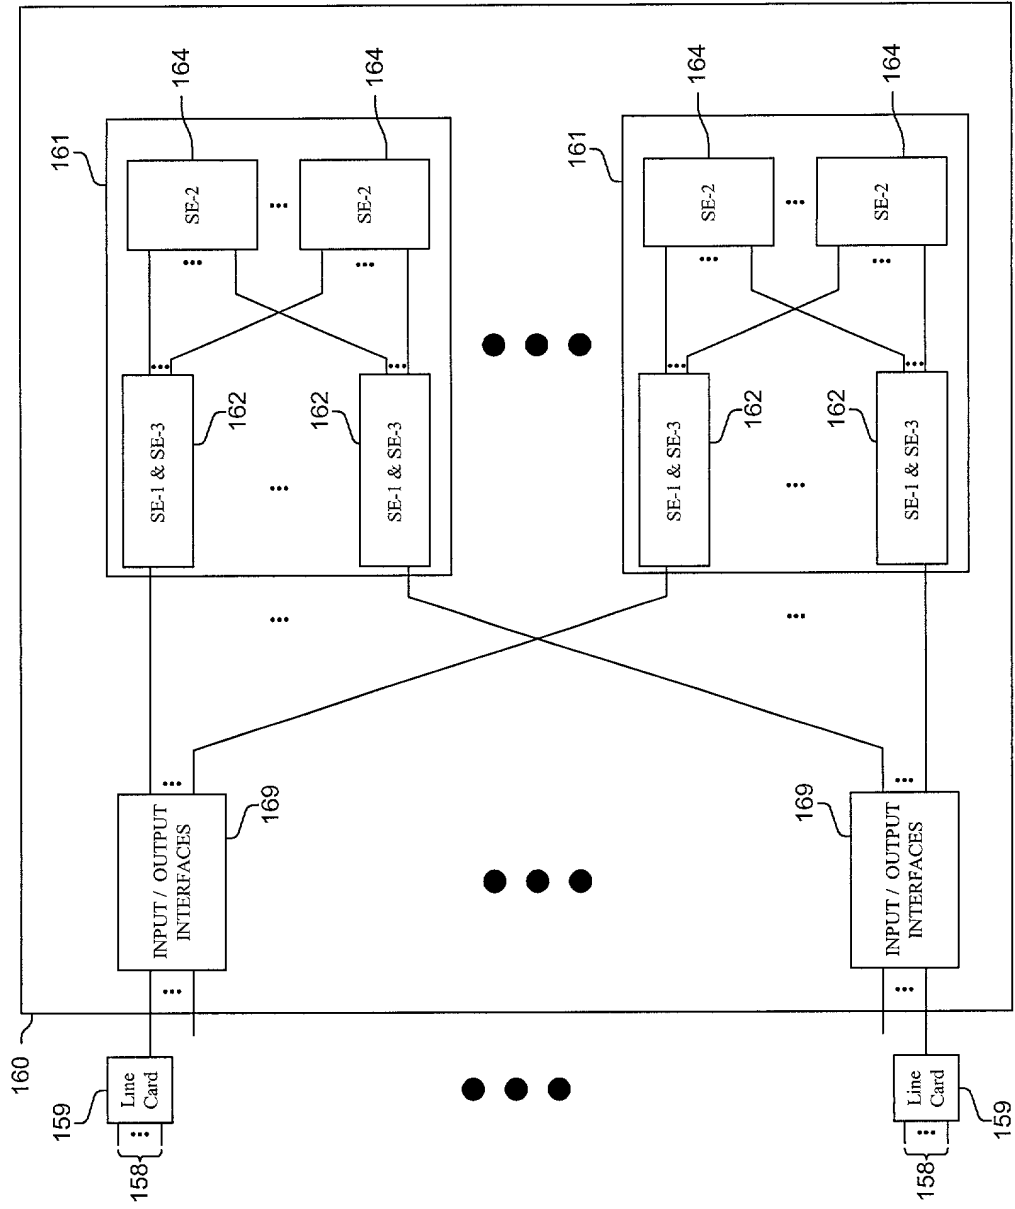 160
158
159
Line
Card
INPUT / OUTPUT
INTERFACES
169
161
SE-1 & SE-3
162
SE-1 & SE-3
162
SE-2
164
SE-2
164
161
SE-1 & SE-3
162
SE-1 & SE-3
162
SE-2
164
SE-2
164
INPUT / OUTPUT
INTERFACES
169
158
159
Line
Card